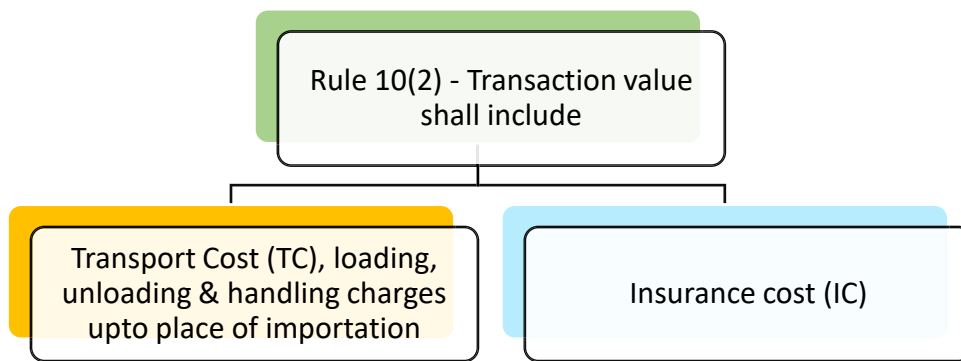 Rule 10(2) - Transaction value
shall include
Transport Cost (TC), loading,
unloading & handling charges
upto place of importation
Insurance cost (IC)